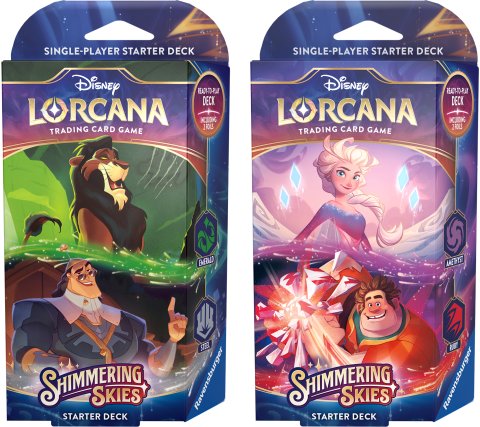 SINGLE-PLAYER STARTER DECK
Disney
LORCANA
TRADING CARD GAME
READY-TO-PLAY
DECK
INCLUDING
2 FOILS
EMERALD
STEEL
SHIMMERING
SKIES
STARTER DECK
Ravensburger
SINGLE-PLAYER STARTER DECK
Disney
LORCANA
TRADING CARD GAME
READY-TO-PLAY
DECK
INCLUDING
2 FOILS
AMETHYST
RUBY
SHIMMERING
SKIES
STARTER DECK
Ravensburger